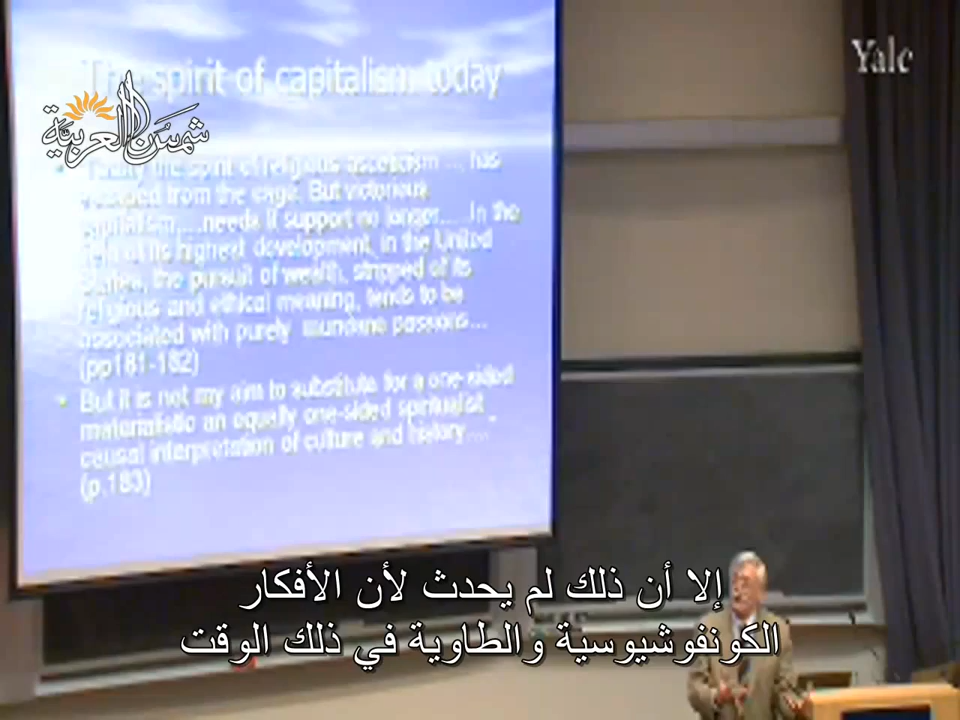 The spirit of capitalism today
Yale
شمس العربية
the spirit of religious asceticism ... has
from the cage. But victorious
needs it support no longer.....In the
of its highest development, in the United
the pursuit of wealth, stripped of its
religious and ethical meaning, tends to be
associated with purely mundane passions...
(pp181-182)
But it is not my aim to substitute for a one-sided
materialistic an equally one-sided spiritualist
causal interpretation of culture and history....
(p.183)
إلا أن ذلك لم يحدث لأن الأفكار
الكونفوشيوسية والطاوية في ذلك الوقت